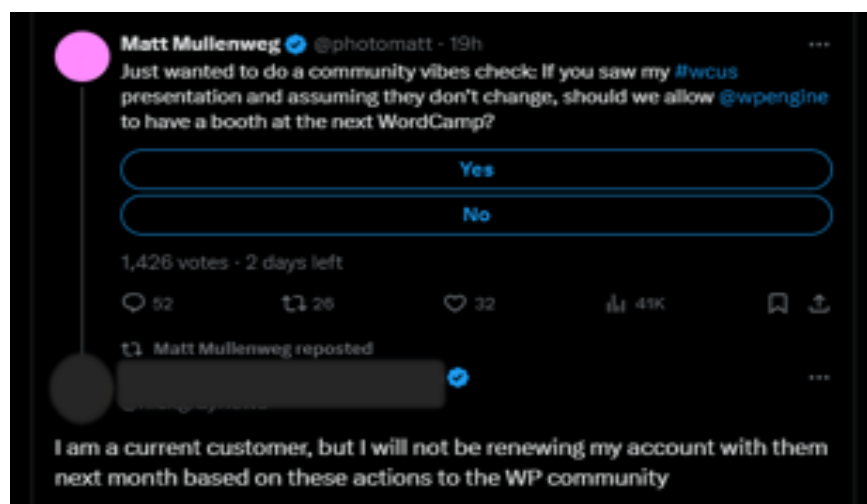 Matt Mullenweg @photomatt · 19h
Just wanted to do a community vibes check: If you saw my #wcus
presentation and assuming they don't change, should we allow @wpengine
to have a booth at the next WordCamp?
Yes
No
1,426 votes · 2 days left
52 26 32 41K
Matt Mullenweg reposted
I am a current customer, but I will not be renewing my account with them
next month based on these actions to the WP community